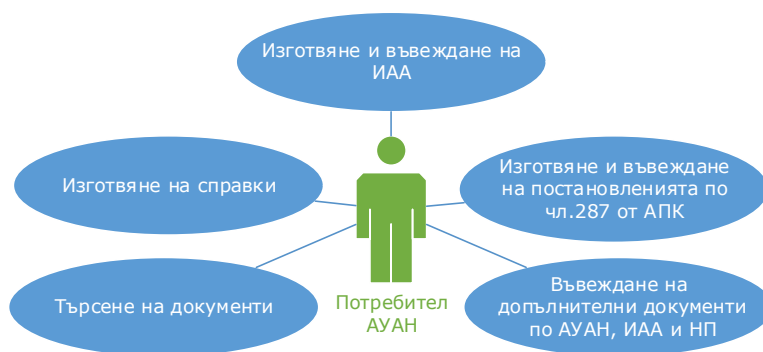 Изготвяне и въвеждане на
ИАА
Изготвяне на справки
Изготвяне и въвеждане
на постановленията по
чл.287 от АПК
Търсене на документи
Потребител
АУАН
Въвеждане на
допълнителни документи
по АУАН, ИАА и НП